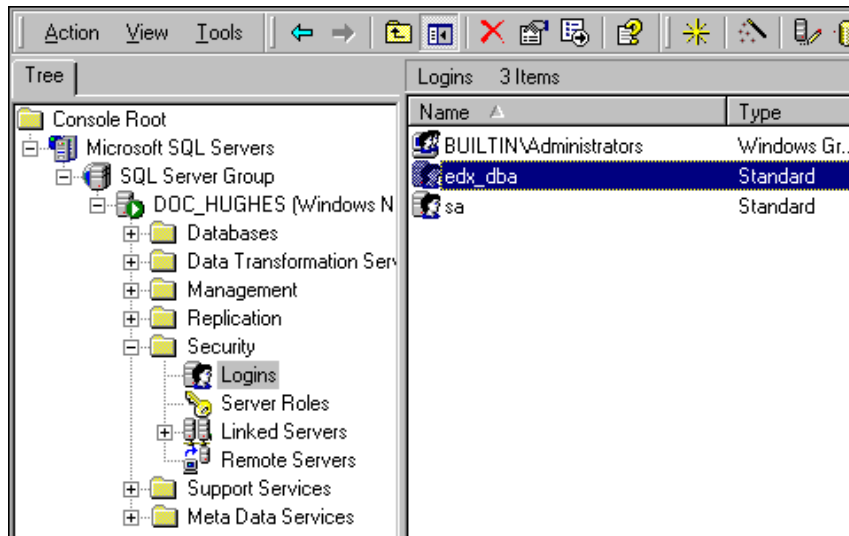 Action View Tools
Tree
Logins 3 Items
Console Root
Microsoft SQL Servers
SQL Server Group
DOC_HUGHES (Windows N
Databases
Data Transformation Serv
Management
Replication
Security
Logins
Server Roles
Linked Servers
Remote Servers
Support Services
Meta Data Services
Name Type
BUILTIN\Administrators Windows Gr...
edx_dba Standard
sa Standard